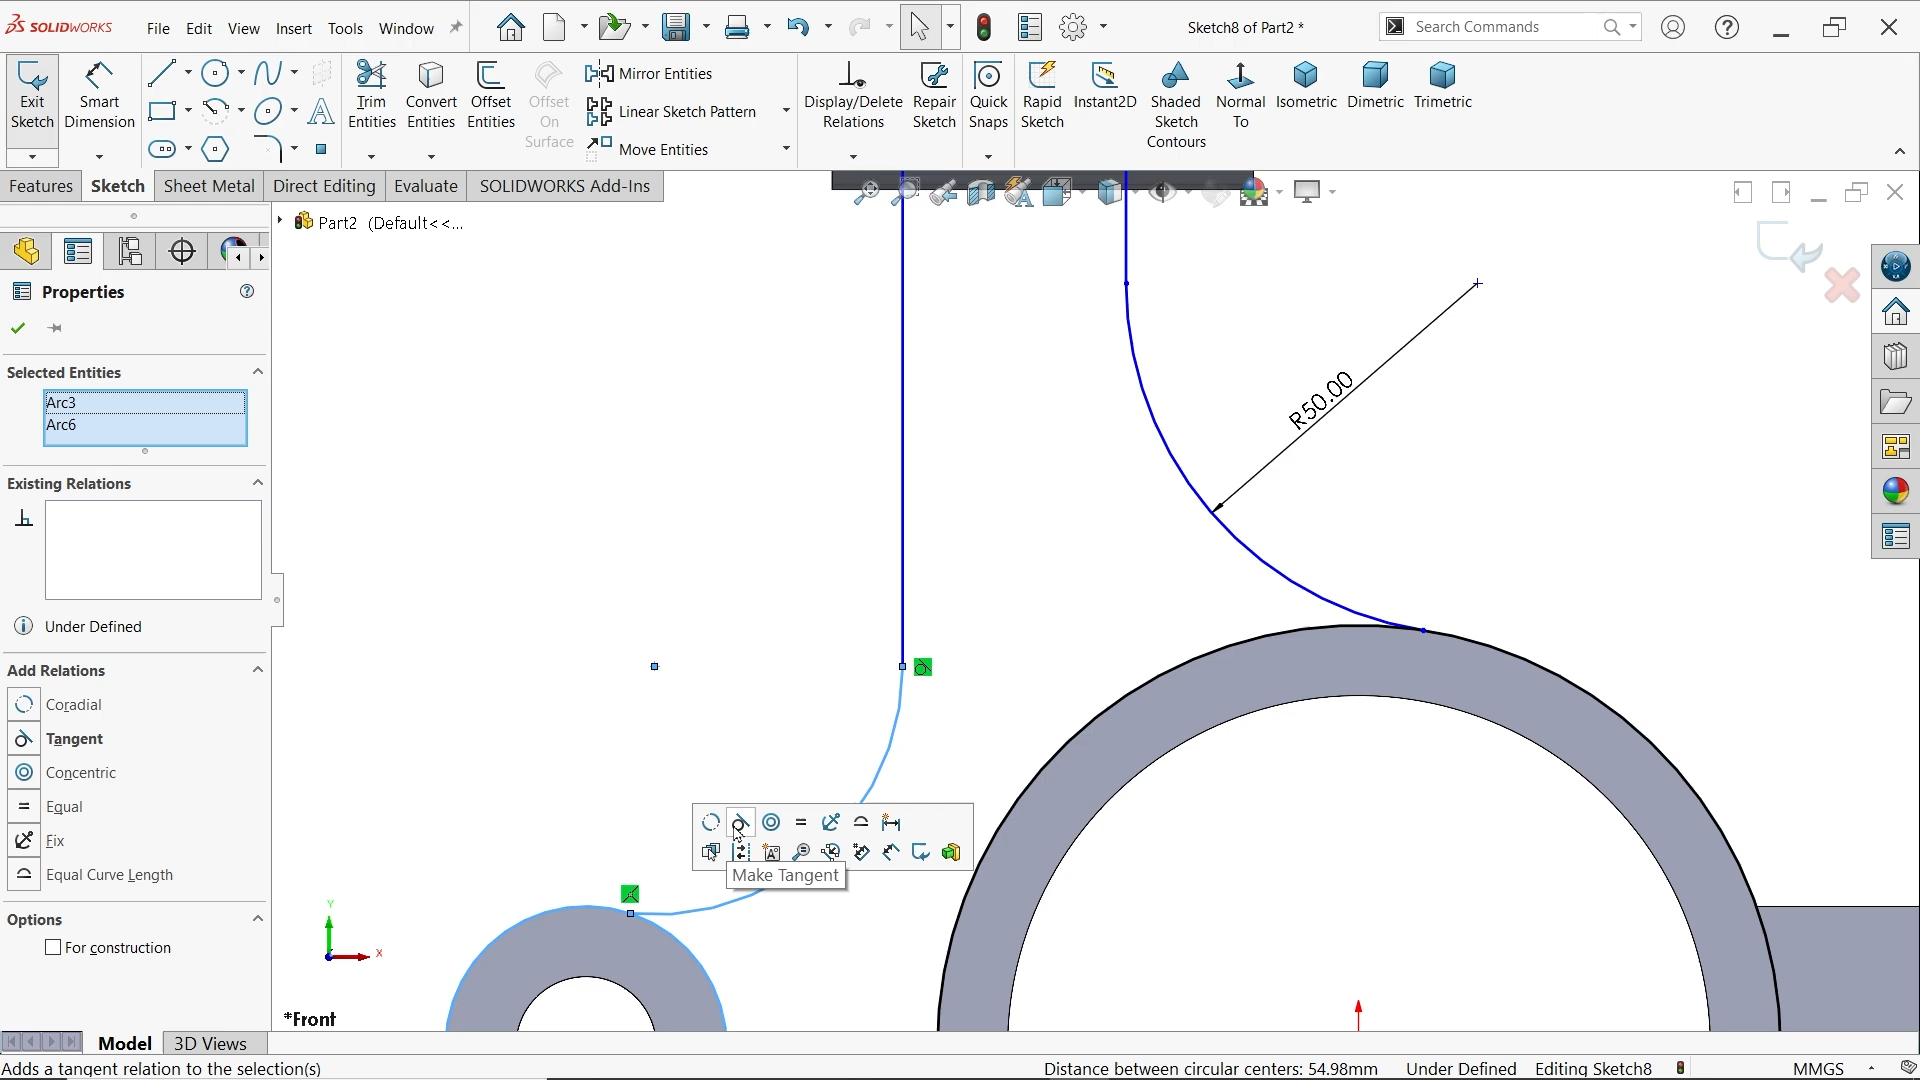 SOLIDWORKS File Edit View Insert Tools Window Sketch8 of Part2 * Search Commands
Exit Sketch
Smart Dimension
Trim Entities
Convert Entities
Offset Entities
Offset On Surface
Mirror Entities
Linear Sketch Pattern
Move Entities
Display/Delete Relations
Repair Sketch
Quick Snaps
Rapid Sketch
Instant2D
Shaded Sketch Contours
Normal To
Isometric
Dimetric
Trimetric
Features Sketch Sheet Metal Direct Editing Evaluate SOLIDWORKS Add-Ins
Part2 (Default<<...
Properties
Selected Entities
Arc3
Arc6
Existing Relations
Under Defined
Add Relations
Coradial
Tangent
Concentric
Equal
Fix
Equal Curve Length
Options
For construction
R50.00
Make Tangent
Y
X
*Front
Model 3D Views
Adds a tangent relation to the selection(s) Distance between circular centers: 54.98mm Under Defined Editing Sketch8 MMGS